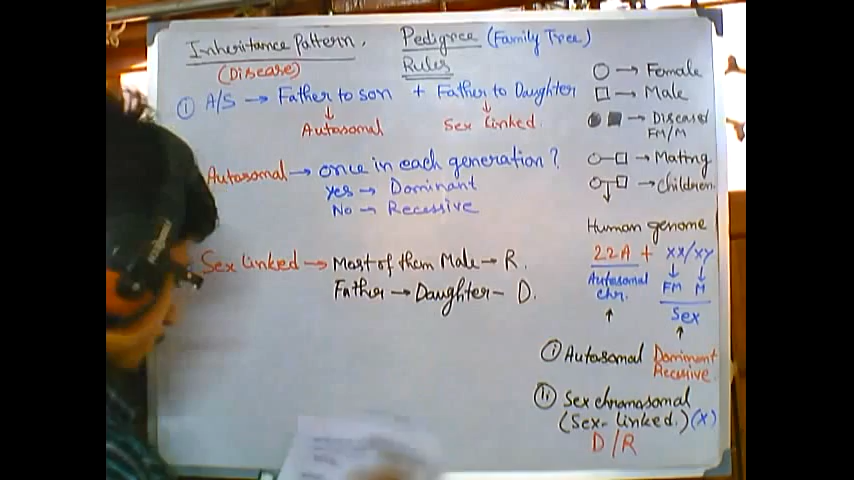 Inheritance Pattern.
(Disease)
Pedigree (Family Tree)
Rules
① A/S → Father to son + Father to Daughter
↓ ↓
Autosomal Sex linked.
Autosomal → once in each generation?
Yes → Dominant
No → Recessive
Sex linked → Most of them Male → R.
Father → Daughter - D.
○ → Female
□ → Male
● ■ → Diseased
FM/M
○─□ → Mating
○┬□ → Children
Human genome
22A + xx/xy
Autosomal chr.
↓ ↓
FM M
Sex
↑ ↑
ⓘ Autosomal Dominant
Recessive.
ⓘⓘ Sex chromosomal
(Sex-linked.) (X)
D/R